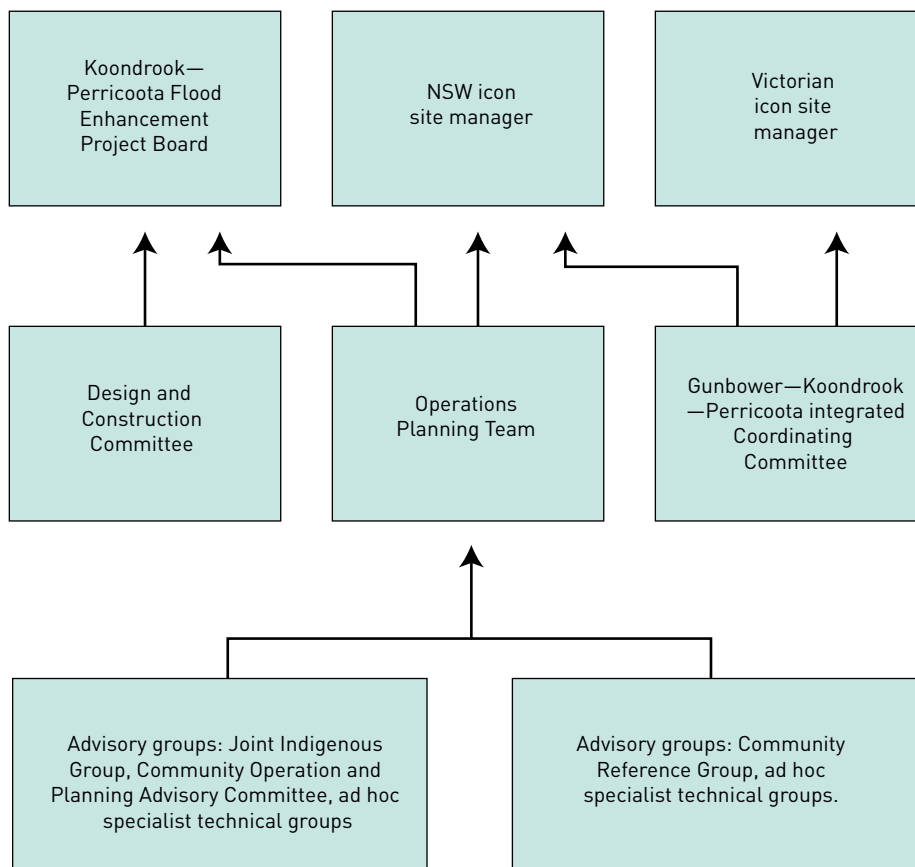 Koondrook—
Perricoota Flood
Enhancement
Project Board
NSW icon
site manager
Victorian
icon site
manager
Design and
Construction
Committee
Operations
Planning Team
Gunbower—Koondrook
—Perricoota integrated
Coordinating
Committee
Advisory groups: Joint Indigenous
Group, Community Operation and
Planning Advisory Committee, ad hoc
specialist technical groups
Advisory groups: Community
Reference Group, ad hoc
specialist technical groups.